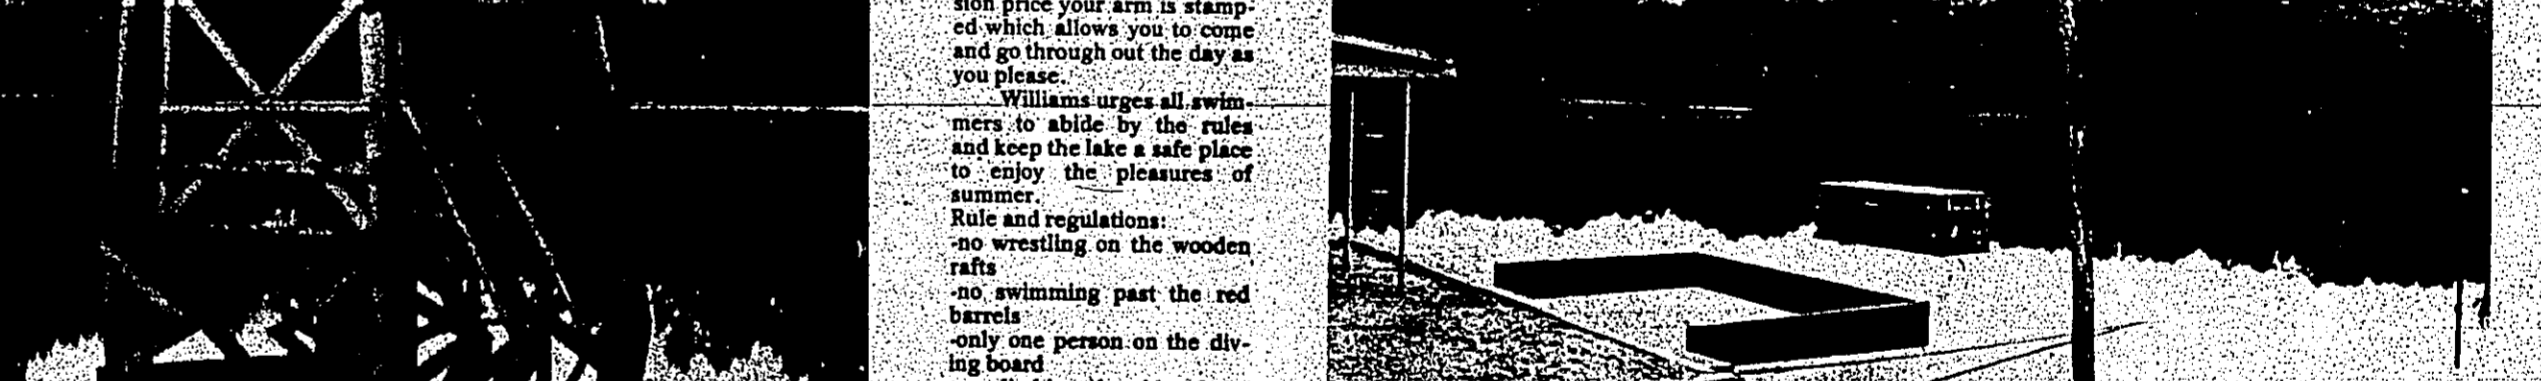 sion price your arm is stamp-
ed which allows you to come
and go through out the day as
you please.
Williams urges all swim-
mers to abide by the rules
and keep the lake a safe place
to enjoy the pleasures of
summer.
Rule and regulations:
-no wrestling on the wooden
rafts
-no swimming past the red
barrels
-only one person on the div-
ing board